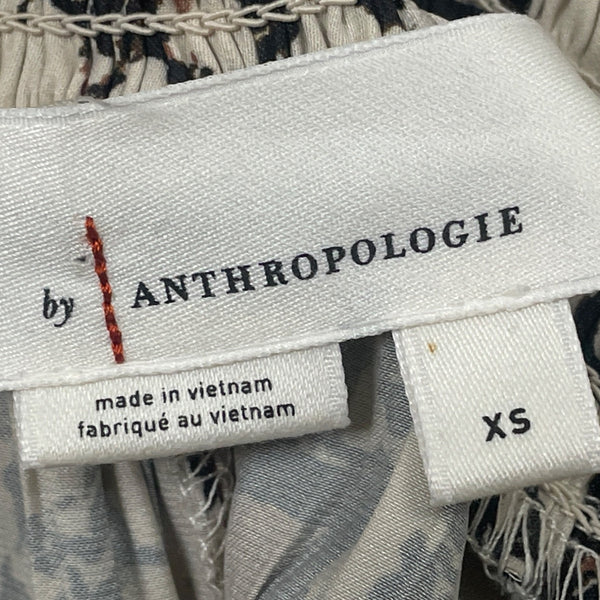 by ANTHROPOLOGIE
made in vietnam
fabriqué au vietnam
XS